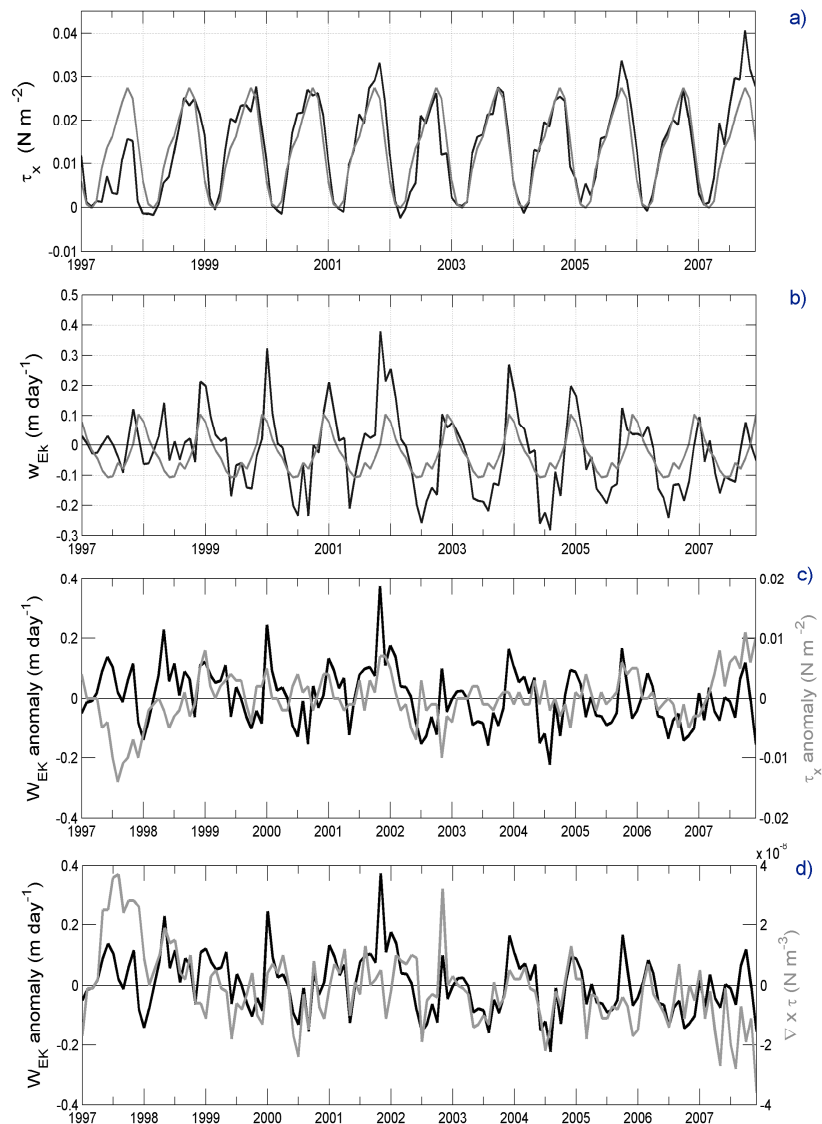 a)
0.04
0.03
0.02
0.01
0
-0.01
τx (N m -2)
1997 1999 2001 2003 2005 2007
b)
0.5
0.4
0.3
0.2
0.1
0
-0.1
-0.2
-0.3
wEk (m day-1)
1997 1999 2001 2003 2005 2007
c)
0.4
0.2
0
-0.2
-0.4
WEK anomaly (m day-1)
0.02
0.01
0
-0.01
-0.02
τx anomaly (N m-2)
1997 1998 1999 2000 2001 2002 2003 2004 2005 2006 2007
d)
x 10-8
0.4
0.2
0
-0.2
-0.4
WEK anomaly (m day-1)
4
2
0
-2
-4
∇ x τ (N m-3)
1997 1998 1999 2000 2001 2002 2003 2004 2005 2006 2007